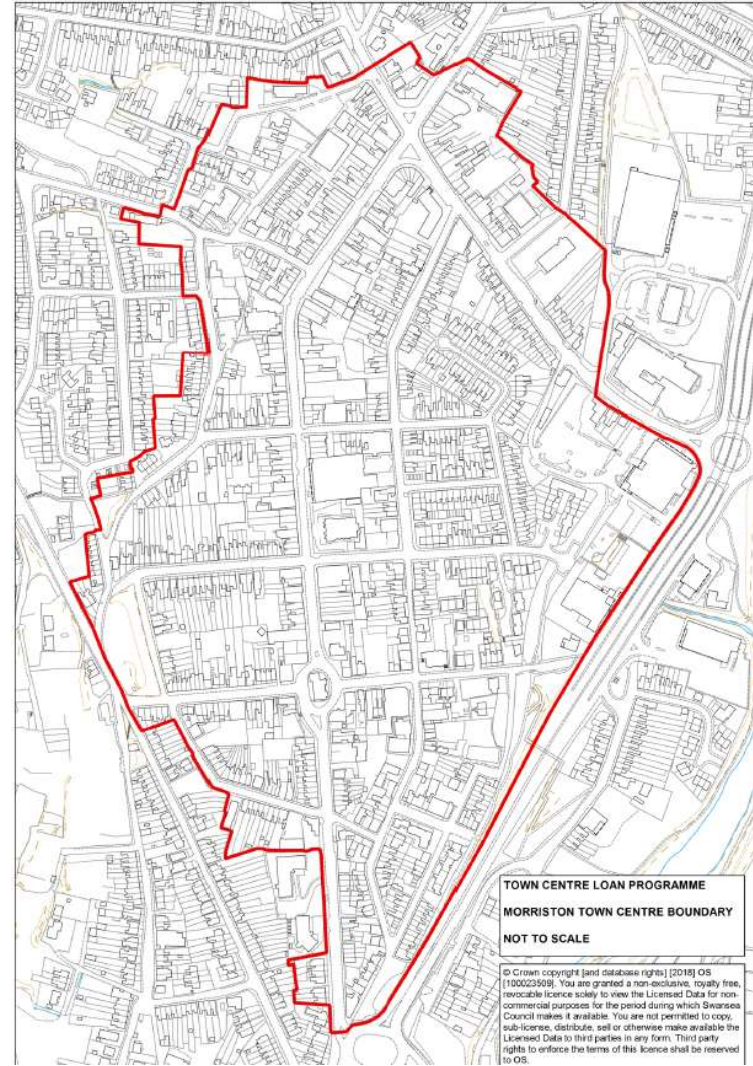 TOWN CENTRE LOAN PROGRAMME
MORRISTON TOWN CENTRE BOUNDARY
NOT TO SCALE
© Crown copyright [and database rights] [2018] OS
[100023509]. You are granted a non-exclusive, royalty free,
revocable licence solely to view the Licensed Data for non-
commercial purposes for the period during which Swansea
Council makes it available. You are not permitted to copy,
sub-license, distribute, sell or otherwise make available the
Licensed Data to third parties in any form. Third party
rights to enforce the terms of this licence shall be reserved
to OS.